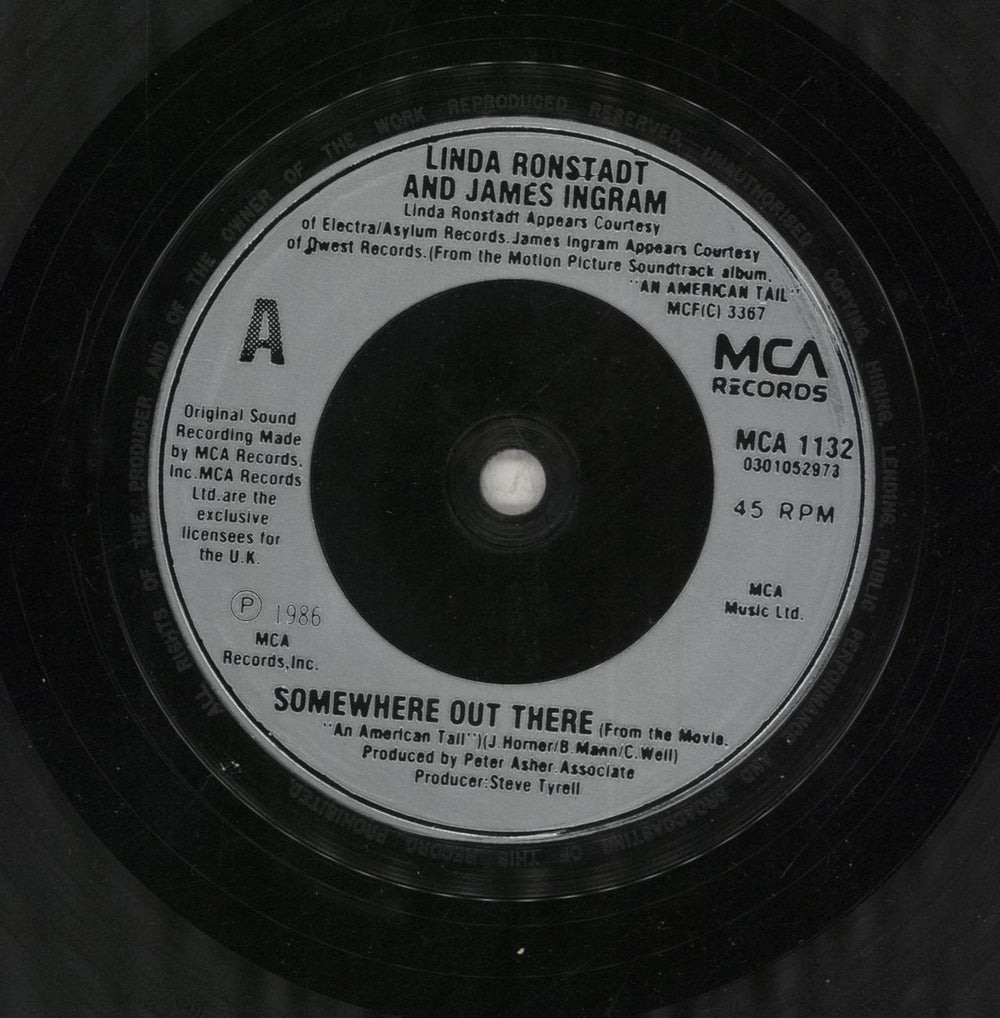 LINDA RONSTADT
AND JAMES INGRAM
Linda Ronstadt Appears Courtesy
of Electra/Asylum Records.James Ingram Appears Courtesy
of Qwest Records.(From the Motion Picture Soundtrack album,
"AN AMERICAN TAIL"
MCF(C) 3367
A
MCA
RECORDS
Original Sound
Recording Made
by MCA Records,
Inc.MCA Records
Ltd.are the
exclusive
licensees for
the U.K.
MCA 1132
0301052973
45 RPM
MCA
Music Ltd.
P 1986
MCA
Records,Inc.
SOMEWHERE OUT THERE (From the Movie,
"An American Tail")(J.Horner/B.Mann/C.Weil)
Produced by Peter Asher.Associate
Producer:Steve Tyrell
ALL RIGHTS OF THE PRODUCER AND OF THE OWNER OF THE WORK REPRODUCED RESERVED. UNAUTHORISED COPYING, HIRING, LENDING, PUBLIC PERFORMANCE AND BROADCASTING OF THIS RECORD PROHIBITED